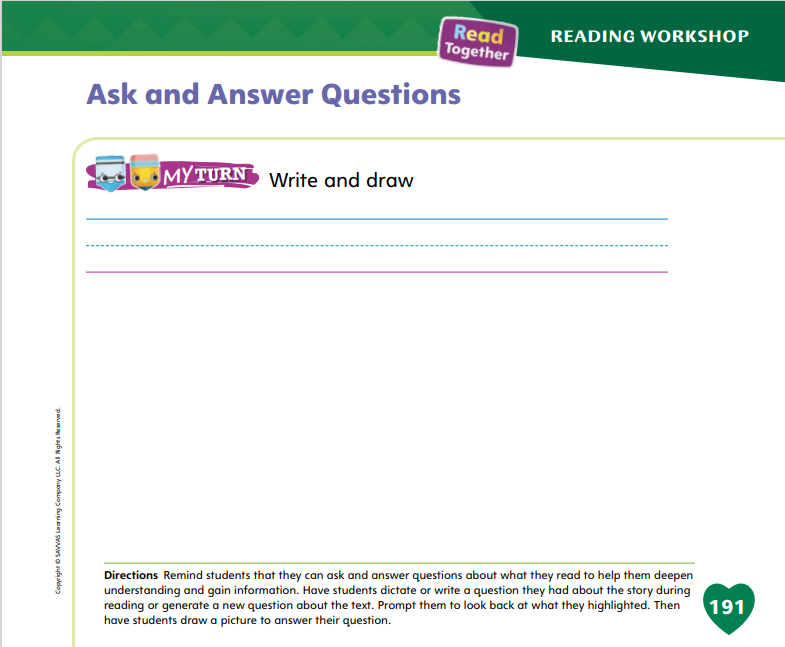 Read
Together
READING WORKSHOP
Ask and Answer Questions
MY TURN Write and draw
Directions Remind students that they can ask and answer questions about what they read to help them deepen
understanding and gain information. Have students dictate or write a question they had about the story during
reading or generate a new question about the text. Prompt them to look back at what they highlighted. Then
have students draw a picture to answer their question.
191
Copyright © SAVVAS Learning Company LLC. All Rights Reserved.